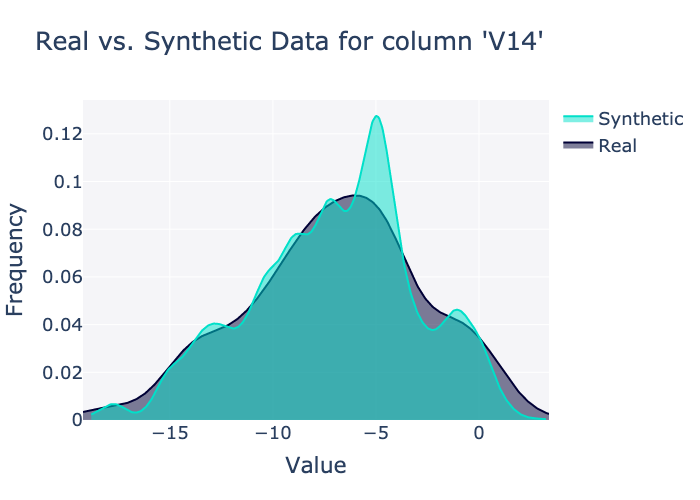 Real vs. Synthetic Data for column 'V14'
Synthetic
Real
Frequency
0.12
0.1
0.08
0.06
0.04
0.02
0
−15
−10
−5
0
Value